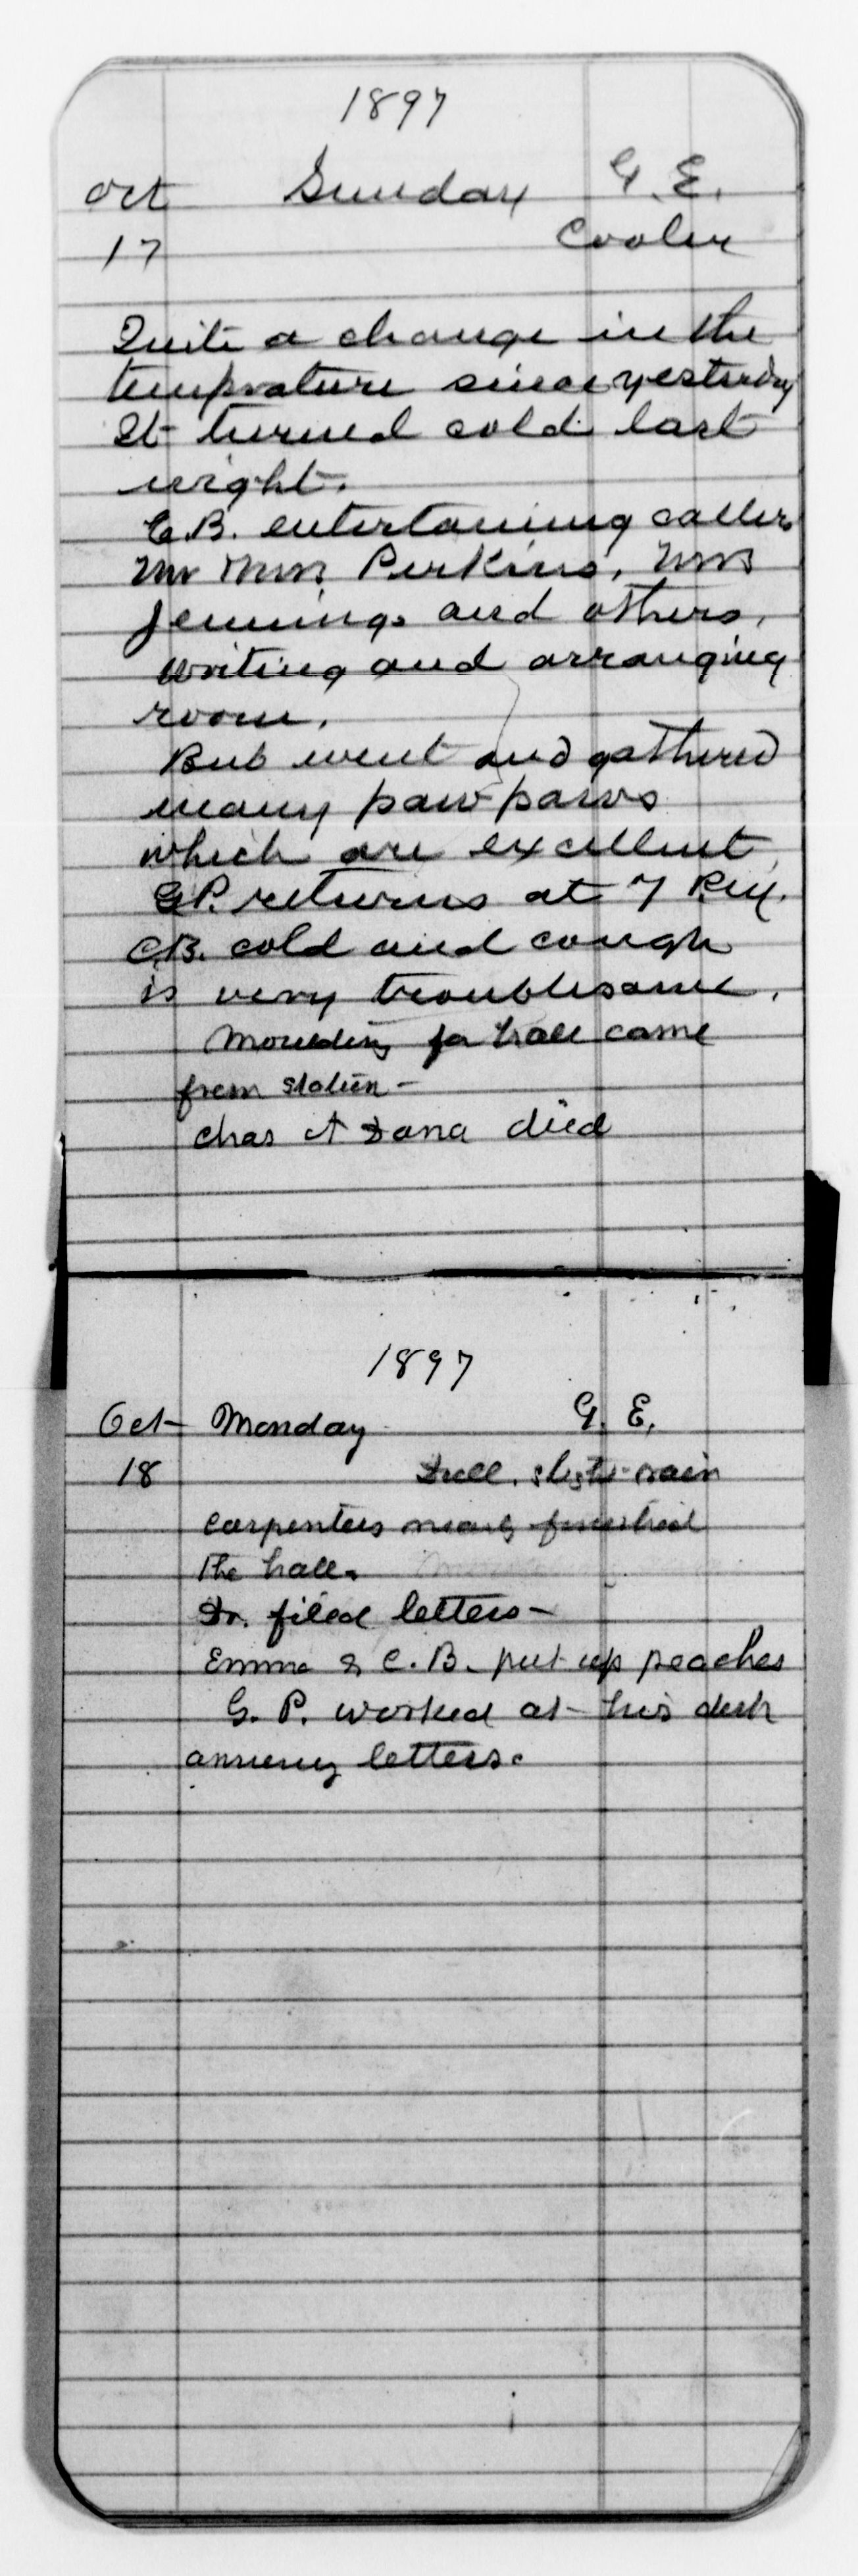 1897
Oct Sunday G. E.
17 Cooler
Quite a change in the
temprature since yesterday
It turned cold last
night.
C.B. entertaning callers
Mr Mrs Perkins, Mrs
Jennings and others,
writing and arranging
room.
Bub went and gathered
many paw-paws
which are excellent,
G.P. returns at 7 P.M.
C.B. cold and cough
is very troublesome.
Moulding for hall came
from station -
Chas A Dana died
1897
Oct Monday G. E.
18 Dull. slight rain
Carpenters nearly finished
the hall.
Dr. filed letters -
Emma & C. B. put up peaches
G. P. worked at his desk
letters.